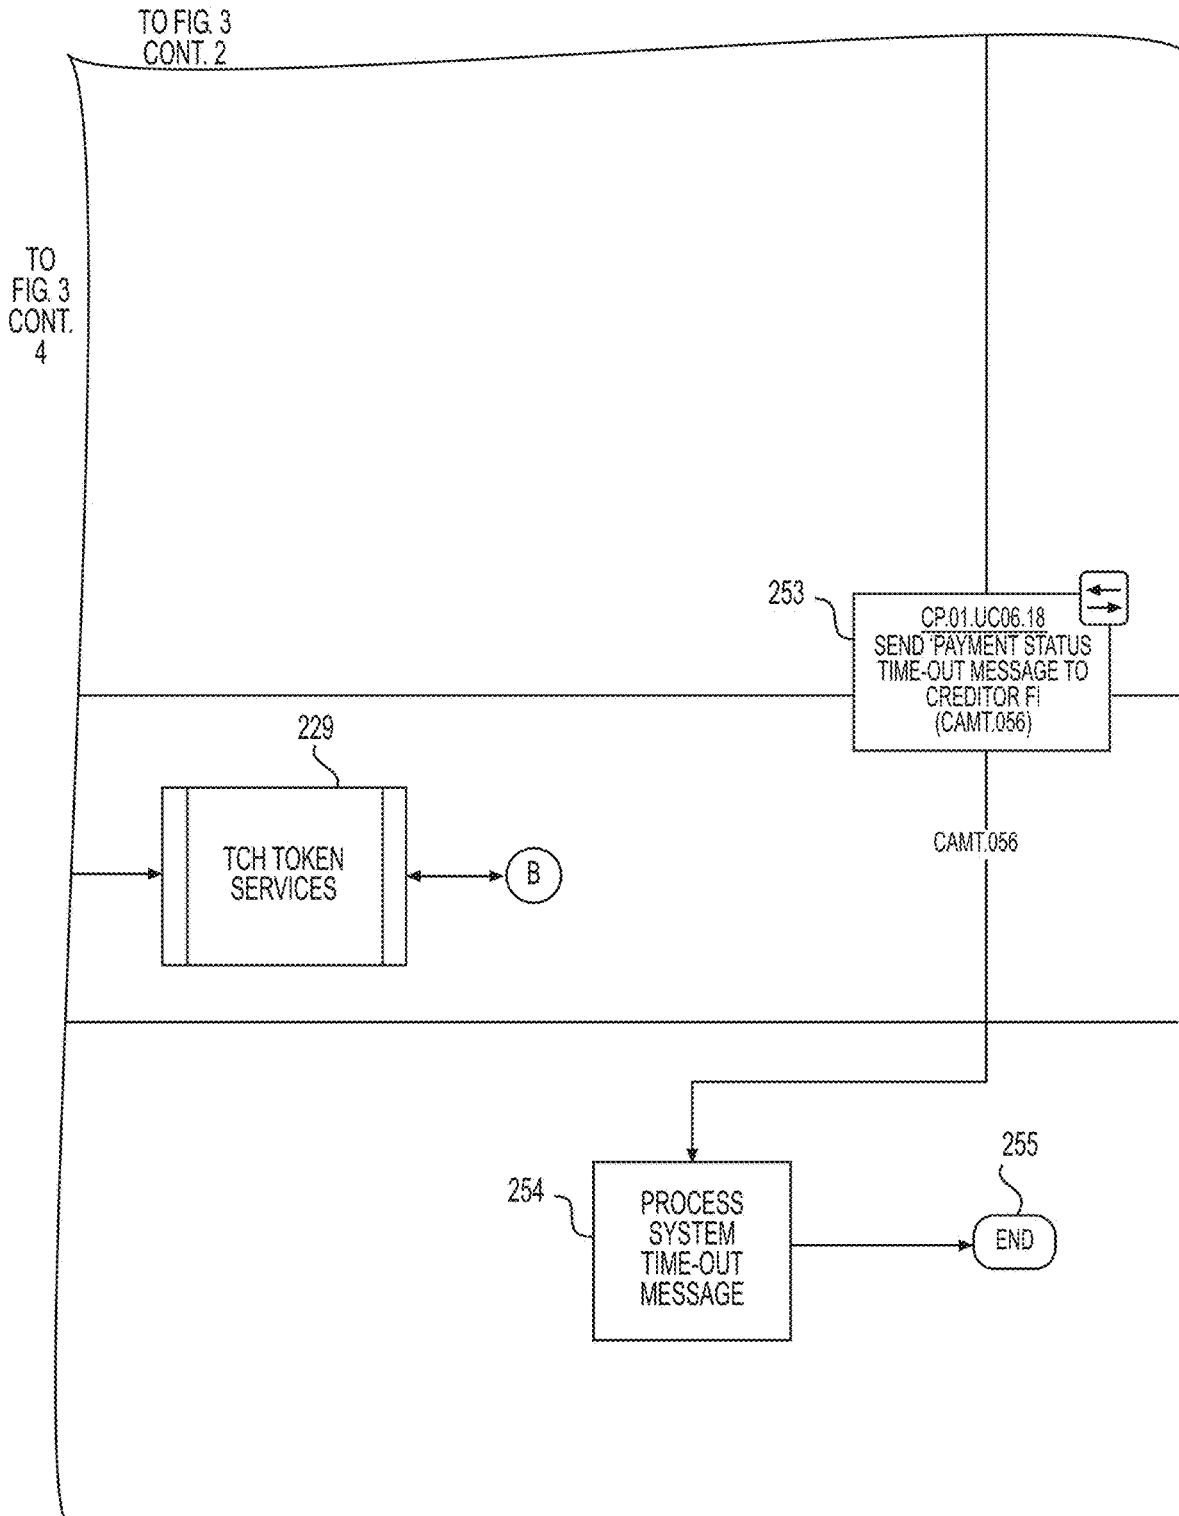 TO FIG. 3
CONT. 2
TO
FIG. 3
CONT.
4
253
CP.01.UC06.18
SEND 'PAYMENT STATUS
TIME-OUT MESSAGE TO
CREDITOR FI
(CAMT.056)
229
TCH TOKEN
SERVICES
B
CAMT.056
254
PROCESS
SYSTEM
TIME-OUT
MESSAGE
255
END